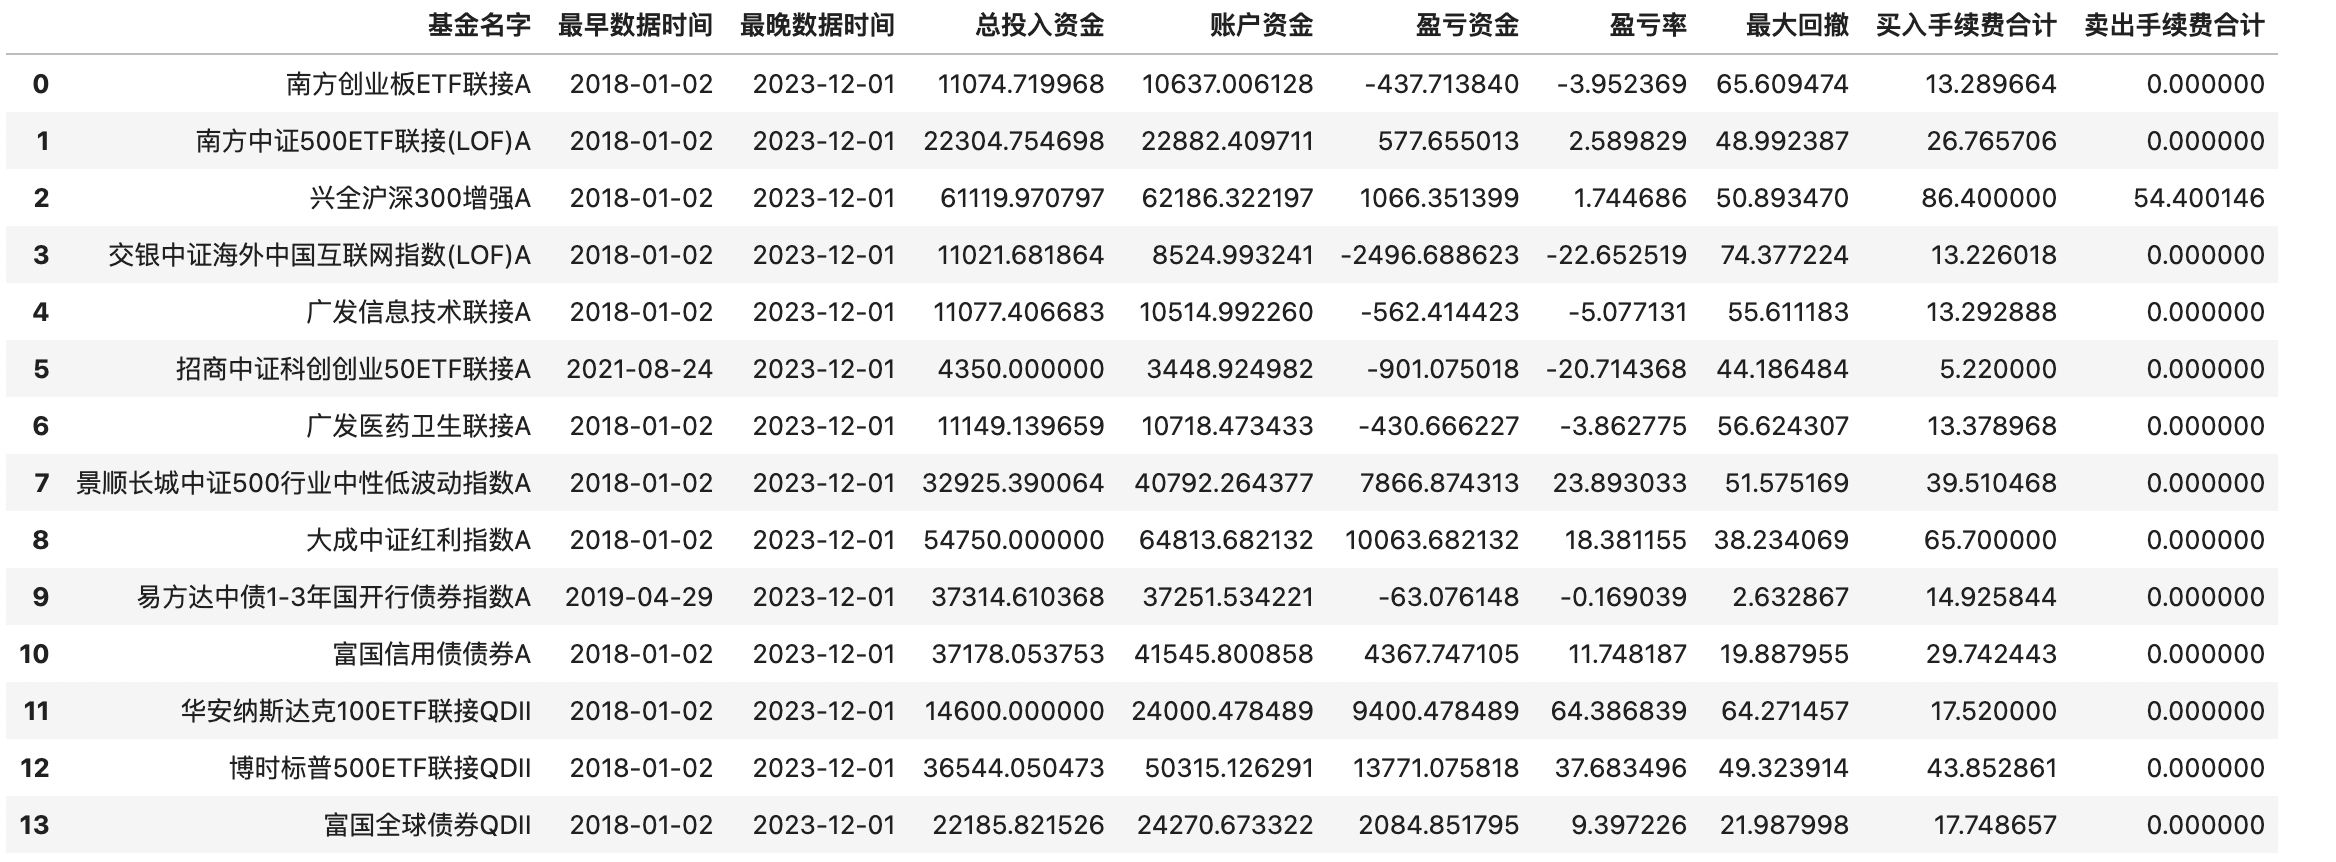 基金名字 最早数据时间 最晚数据时间 总投入资金 账户资金 盈亏资金 盈亏率 最大回撤 买入手续费合计 卖出手续费合计
0 南方创业板ETF联接A 2018-01-02 2023-12-01 11074.719968 10637.006128 -437.713840 -3.952369 65.609474 13.289664 0.000000
1 南方中证500ETF联接(LOF)A 2018-01-02 2023-12-01 22304.754698 22882.409711 577.655013 2.589829 48.992387 26.765706 0.000000
2 兴全沪深300增强A 2018-01-02 2023-12-01 61119.970797 62186.322197 1066.351399 1.744686 50.893470 86.400000 54.400146
3 交银中证海外中国互联网指数(LOF)A 2018-01-02 2023-12-01 11021.681864 8524.993241 -2496.688623 -22.652519 74.377224 13.226018 0.000000
4 广发信息技术联接A 2018-01-02 2023-12-01 11077.406683 10514.992260 -562.414423 -5.077131 55.611183 13.292888 0.000000
5 招商中证科创创业50ETF联接A 2021-08-24 2023-12-01 4350.000000 3448.924982 -901.075018 -20.714368 44.186484 5.220000 0.000000
6 广发医药卫生联接A 2018-01-02 2023-12-01 11149.139659 10718.473433 -430.666227 -3.862775 56.624307 13.378968 0.000000
7 景顺长城中证500行业中性低波动指数A 2018-01-02 2023-12-01 32925.390064 40792.264377 7866.874313 23.893033 51.575169 39.510468 0.000000
8 大成中证红利指数A 2018-01-02 2023-12-01 54750.000000 64813.682132 10063.682132 18.381155 38.234069 65.700000 0.000000
9 易方达中债1-3年国开行债券指数A 2019-04-29 2023-12-01 37314.610368 37251.534221 -63.076148 -0.169039 2.632867 14.925844 0.000000
10 富国信用债债券A 2018-01-02 2023-12-01 37178.053753 41545.800858 4367.747105 11.748187 19.887955 29.742443 0.000000
11 华安纳斯达克100ETF联接QDII 2018-01-02 2023-12-01 14600.000000 24000.478489 9400.478489 64.386839 64.271457 17.520000 0.000000
12 博时标普500ETF联接QDII 2018-01-02 2023-12-01 36544.050473 50315.126291 13771.075818 37.683496 49.323914 43.852861 0.000000
13 富国全球债券QDII 2018-01-02 2023-12-01 22185.821526 24270.673322 2084.851795 9.397226 21.987998 17.748657 0.000000